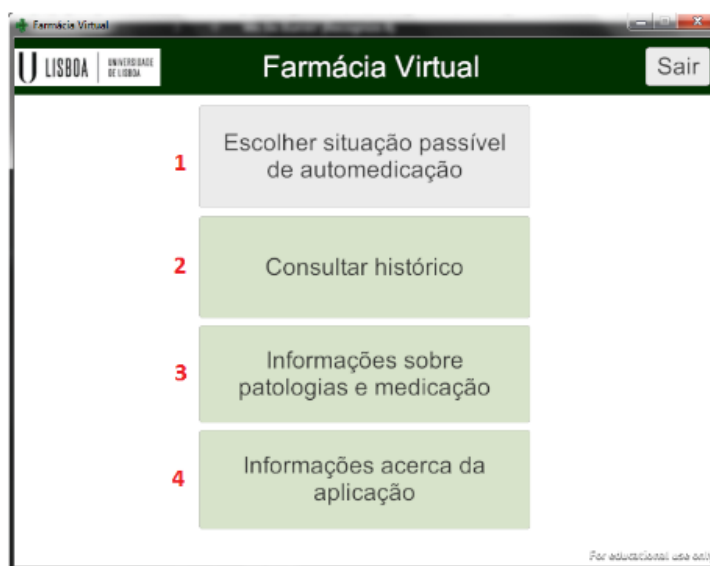 Farmácia Virtual
LISBOA
UNIVERSIDADE
DE LISBOA
Farmácia Virtual
Sair
1
Escolher situação passível
de automedicação
2
Consultar histórico
3
Informações sobre
patologias e medicação
4
Informações acerca da
aplicação
For educational use only